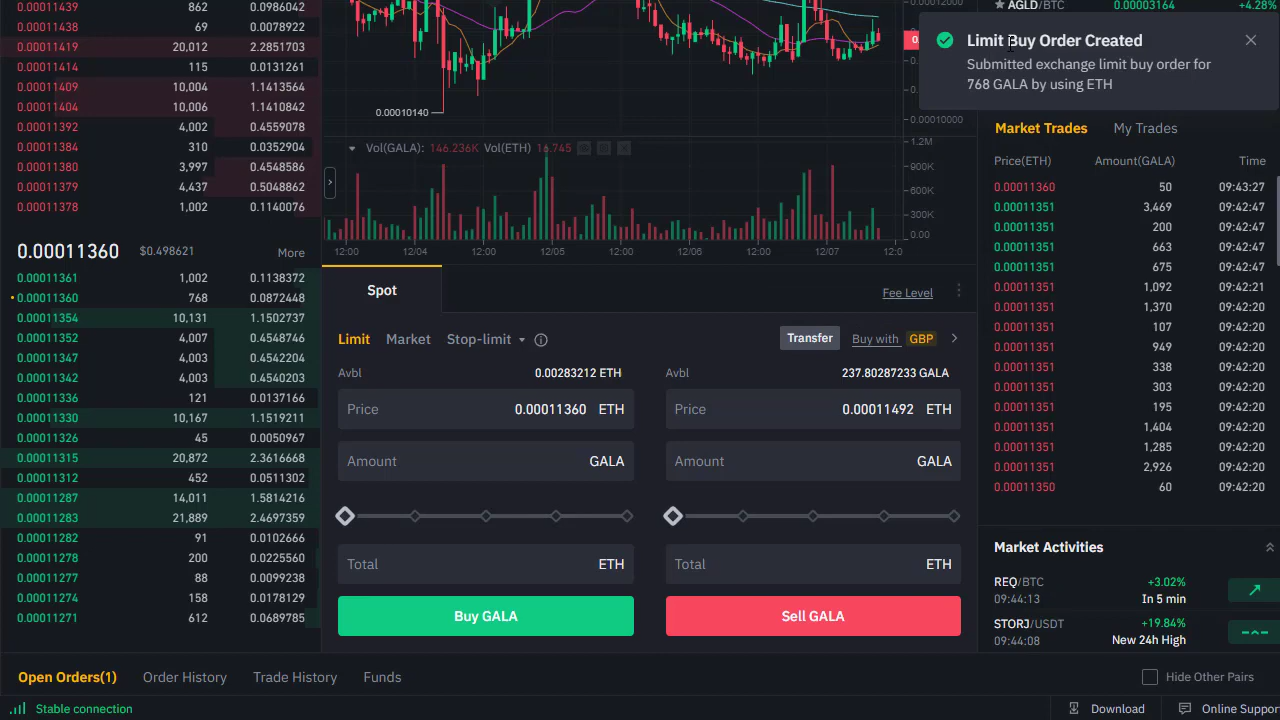 0.00011439 862 0.0986042
0.00011438 69 0.0078922
0.00011419 20,012 2.2851703
0.00011414 115 0.0131261
0.00011409 10,004 1.1413564
0.00011404 10,006 1.1410842
0.00011392 4,002 0.4559078
0.00011384 310 0.0352904
0.00011380 3,997 0.4548586
0.00011379 4,437 0.5048862
0.00011378 1,002 0.1140076
0.00011360 $0.498621 More
0.00011361 1,002 0.1138372
0.00011360 768 0.0872448
0.00011354 10,131 1.1502737
0.00011352 4,007 0.4548746
0.00011347 4,003 0.4542204
0.00011342 4,003 0.4540203
0.00011336 121 0.0137166
0.00011330 10,167 1.1519211
0.00011326 45 0.0050967
0.00011315 20,872 2.3616668
0.00011312 452 0.0511302
0.00011287 14,011 1.5814216
0.00011283 21,889 2.4697359
0.00011282 91 0.0102666
0.00011278 200 0.0225560
0.00011277 88 0.0099238
0.00011274 158 0.0178129
0.00011271 612 0.0689785
0.00012000
0.00010140
0.00010000
Vol(GALA): 146.236K Vol(ETH) 16.745
1.2M
900K
600K
300K
0.00
12:00 12/04 12:00 12/05 12:00 12/06 12:00 12/07 12:0
Spot
Fee Level
Limit Market Stop-limit
Transfer Buy with GBP
Avbl 0.00283212 ETH
Price 0.00011360 ETH
Amount GALA
Total ETH
Buy GALA
Avbl 237.80287233 GALA
Price 0.00011492 ETH
Amount GALA
Total ETH
Sell GALA
AGLD/BTC 0.00003164 +4.28%
Limit Buy Order Created
Submitted exchange limit buy order for
768 GALA by using ETH
Market Trades My Trades
Price(ETH) Amount(GALA) Time
0.00011360 50 09:43:27
0.00011351 3,469 09:42:47
0.00011351 200 09:42:47
0.00011351 663 09:42:47
0.00011351 675 09:42:47
0.00011351 1,092 09:42:21
0.00011351 1,370 09:42:20
0.00011351 107 09:42:20
0.00011351 949 09:42:20
0.00011351 338 09:42:20
0.00011351 303 09:42:20
0.00011351 195 09:42:20
0.00011351 1,404 09:42:20
0.00011351 1,285 09:42:20
0.00011351 2,926 09:42:20
0.00011350 60 09:42:20
Market Activities
REQ/BTC +3.02%
09:44:13 In 5 min
STORJ/USDT +19.84%
09:44:08 New 24h High
Open Orders(1) Order History Trade History Funds
Hide Other Pairs
Stable connection
Download Online Suppor